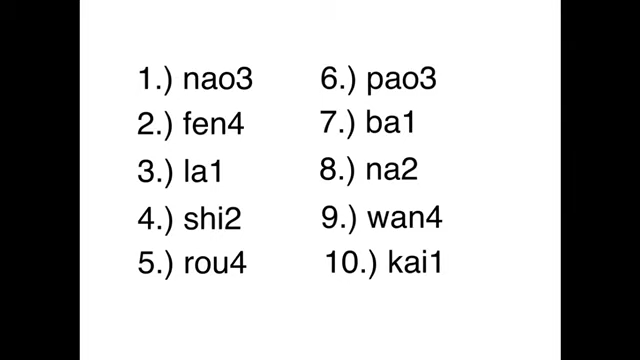 1.) nao3
2.) fen4
3.) la1
4.) shi2
5.) rou4
6.) pao3
7.) ba1
8.) na2
9.) wan4
10.) kai1